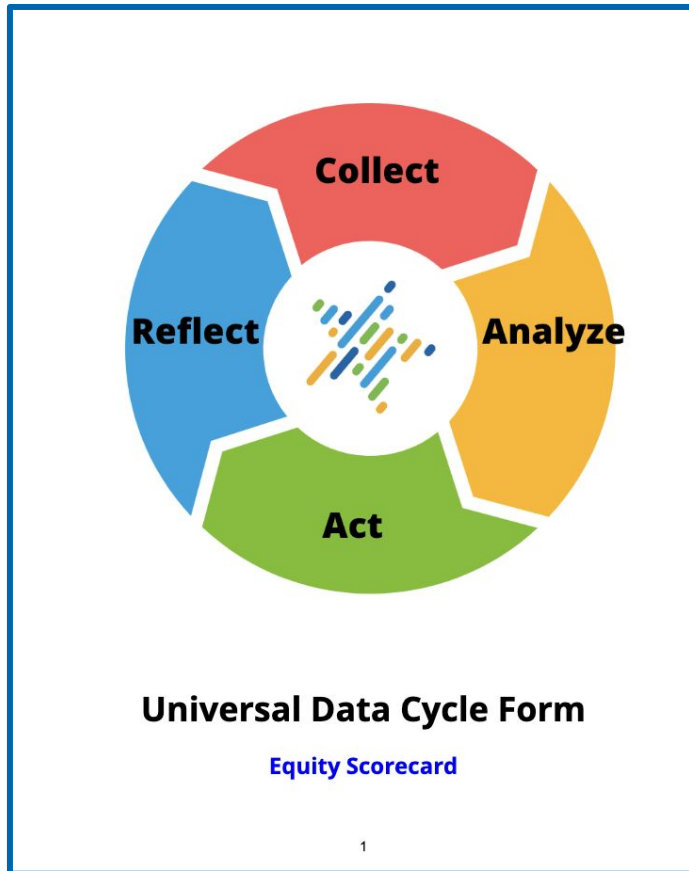 Collect
Reflect
Analyze
Act
Universal Data Cycle Form
Equity Scorecard
1